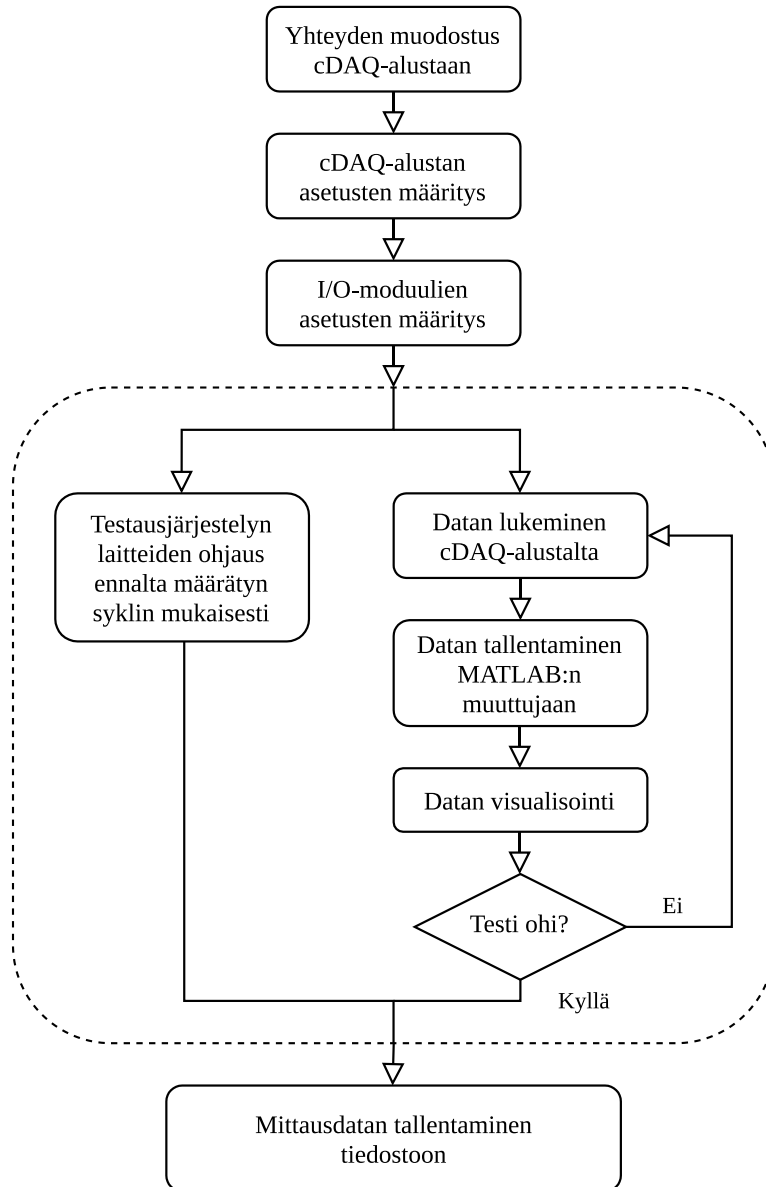 Yhteyden muodostus
cDAQ-alustaan
cDAQ-alustan
asetusten määritys
I/O-moduulien
asetusten määritys
Testausjärjestelyn
laitteiden ohjaus
ennalta määrätyn
syklin mukaisesti
Datan lukeminen
cDAQ-alustalta
Datan tallentaminen
MATLAB:n
muuttujaan
Datan visualisointi
Testi ohi?
Ei
Kyllä
Mittausdatan tallentaminen
tiedostoon